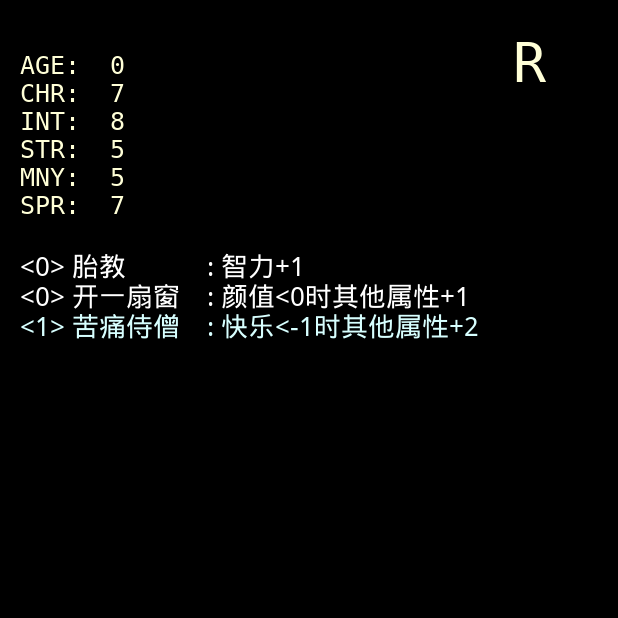 R
AGE: 0
CHR: 7
INT: 8
STR: 5
MNY: 5
SPR: 7
<0> 胎教 : 智力+1
<0> 开一扇窗 : 颜值<0时其他属性+1
<1> 苦痛侍僧 : 快乐<-1时其他属性+2